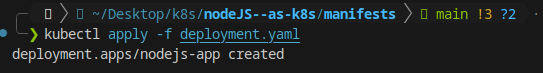 ~/Desktop/k8s/nodeJS--as-k8s/manifests main !3 ?2
❯ kubectl apply -f deployment.yaml
deployment.apps/nodejs-app created